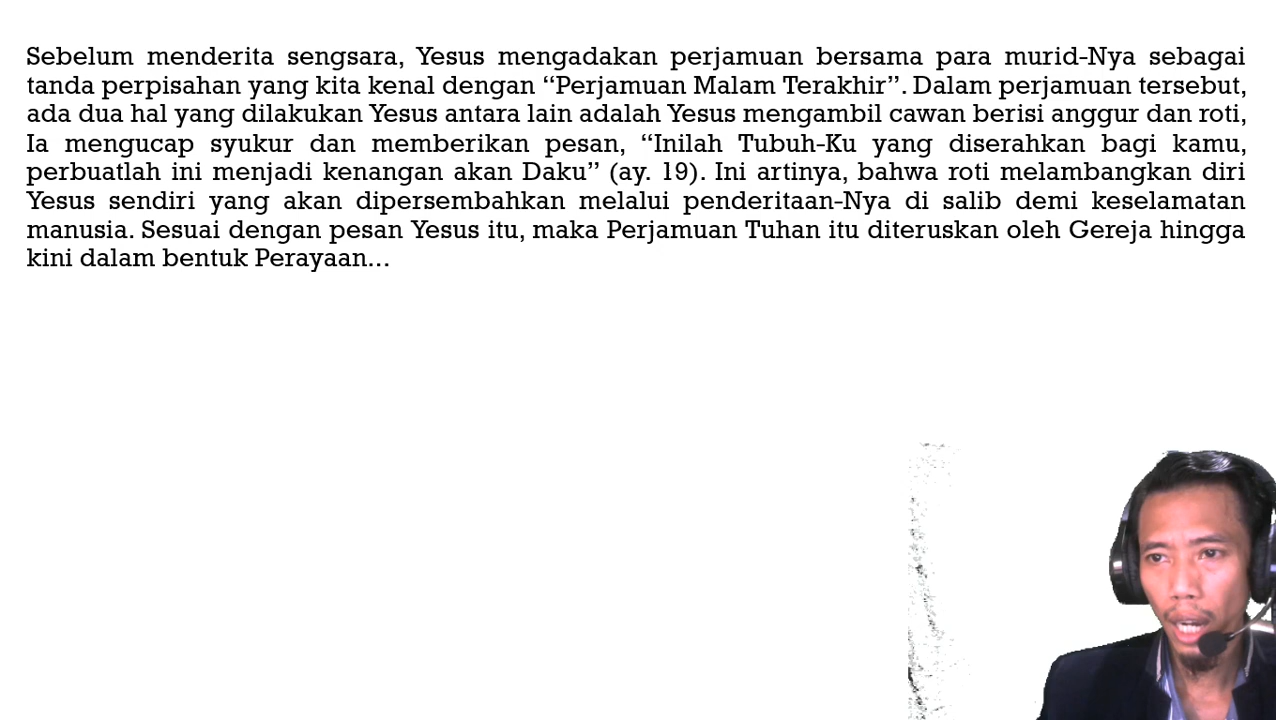 Sebelum menderita sengsara, Yesus mengadakan perjamuan bersama para murid-Nya sebagai
tanda perpisahan yang kita kenal dengan “Perjamuan Malam Terakhir”. Dalam perjamuan tersebut,
ada dua hal yang dilakukan Yesus antara lain adalah Yesus mengambil cawan berisi anggur dan roti,
Ia mengucap syukur dan memberikan pesan, “Inilah Tubuh-Ku yang diserahkan bagi kamu,
perbuatlah ini menjadi kenangan akan Daku” (ay. 19). Ini artinya, bahwa roti melambangkan diri
Yesus sendiri yang akan dipersembahkan melalui penderitaan-Nya di salib demi keselamatan
manusia. Sesuai dengan pesan Yesus itu, maka Perjamuan Tuhan itu diteruskan oleh Gereja hingga
kini dalam bentuk Perayaan...